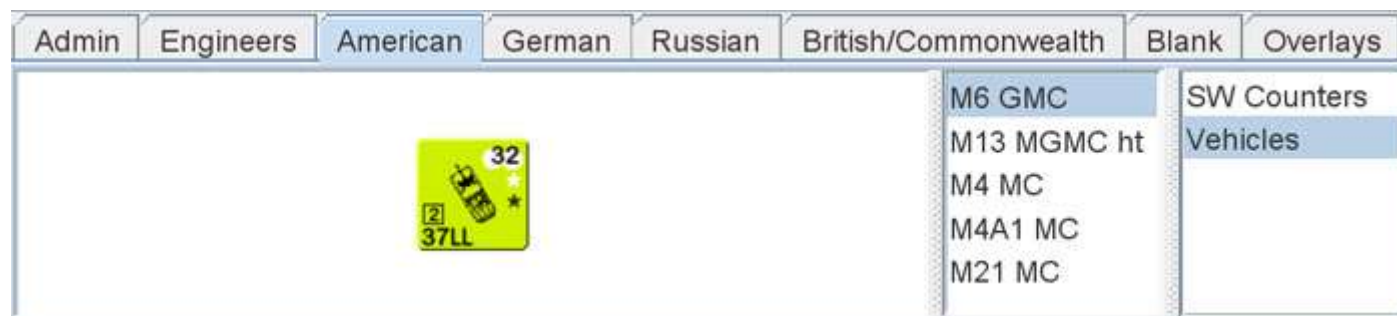 Admin Engineers American German Russian British/Commonwealth Blank Overlays
M6 GMC
M13 MGMC ht
M4 MC
M4A1 MC
M21 MC
SW Counters
Vehicles
32
2
37LL